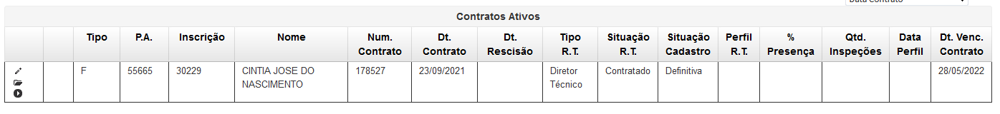 Data Contrato
Contratos Ativos
Tipo P.A. Inscrição Nome Num. Contrato Dt. Contrato Dt. Rescisão Tipo R.T. Situação R.T. Situação Cadastro Perfil R.T. % Presença Qtd. Inspeções Data Perfil Dt. Venc. Contrato
F 55665 30229 CINTIA JOSE DO NASCIMENTO 178527 23/09/2021 Diretor Técnico Contratado Definitiva 28/05/2022